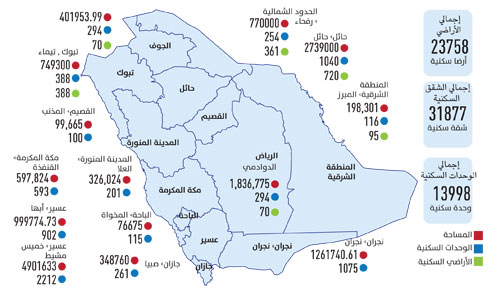 إجمالي
الأراضي
23758
أرضا سكنية
إجمالي الشقق
السكنية
31877
شقة سكنية
إجمالي
الوحدات السكنية
13998
وحدة سكنية
المساحة
الوحدات السكنية
الأراضي السكنية
401953.99
294
70
تبوك، تيماء
749300
388
388
القصيم؛ المذنب
99,665
100
مكة المكرمة؛
القنفذة
597,824
593
عسير؛ أبها
999774.73
902
عسير؛ خميس
مشيط
4901633
2212
الحدود الشمالية
؛ رفحاء
770000
254
361
حائل؛ حائل
2739000
1040
720
المنطقة
الشرقية؛ المبرز
198,301
116
95
المدينة المنورة؛
العلا
326,024
201
الباحة؛ المخواة
76675
115
جازان؛ صبيا
348760
261
الرياض
الدوادمي
1,836,775
294
70
نجران؛ نجران
1261740.61
1075
الجوف
تبوك
حائل
القصيم
المدينة المنورة
مكة المكرمة
الباحة
عسير
جازان
نجران؛ نجران
المنطقة
الشرقية